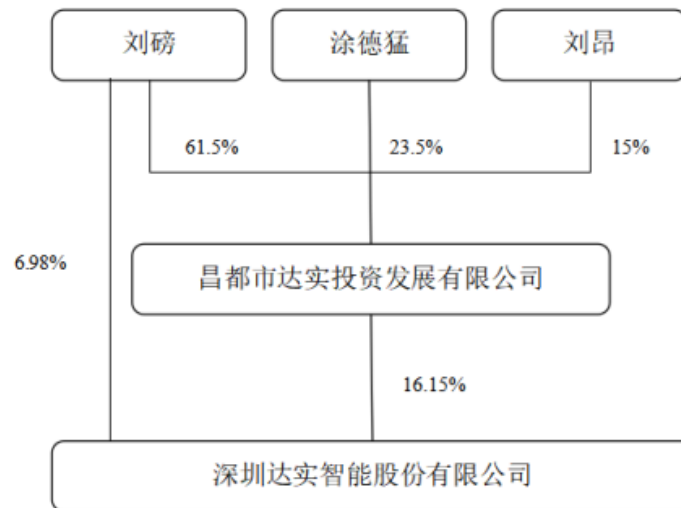 刘磅
涂德猛
刘昂
61.5%
23.5%
15%
6.98%
昌都市达实投资发展有限公司
16.15%
深圳达实智能股份有限公司